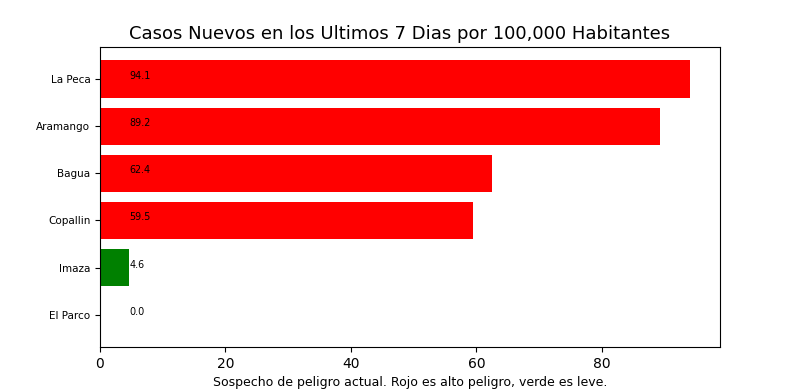 Casos Nuevos en los Ultimos 7 Dias por 100,000 Habitantes
La Peca 94.1
Aramango 89.2
Bagua 62.4
Copallin 59.5
Imaza 4.6
El Parco 0.0
0 20 40 60 80
Sospecho de peligro actual. Rojo es alto peligro, verde es leve.